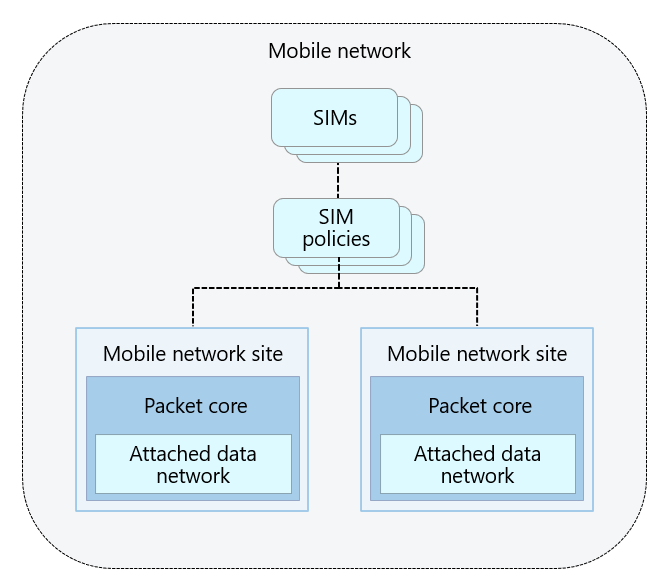 Mobile network
SIMs
SIM
policies
Mobile network site
Packet core
Attached data
network
Mobile network site
Packet core
Attached data
network